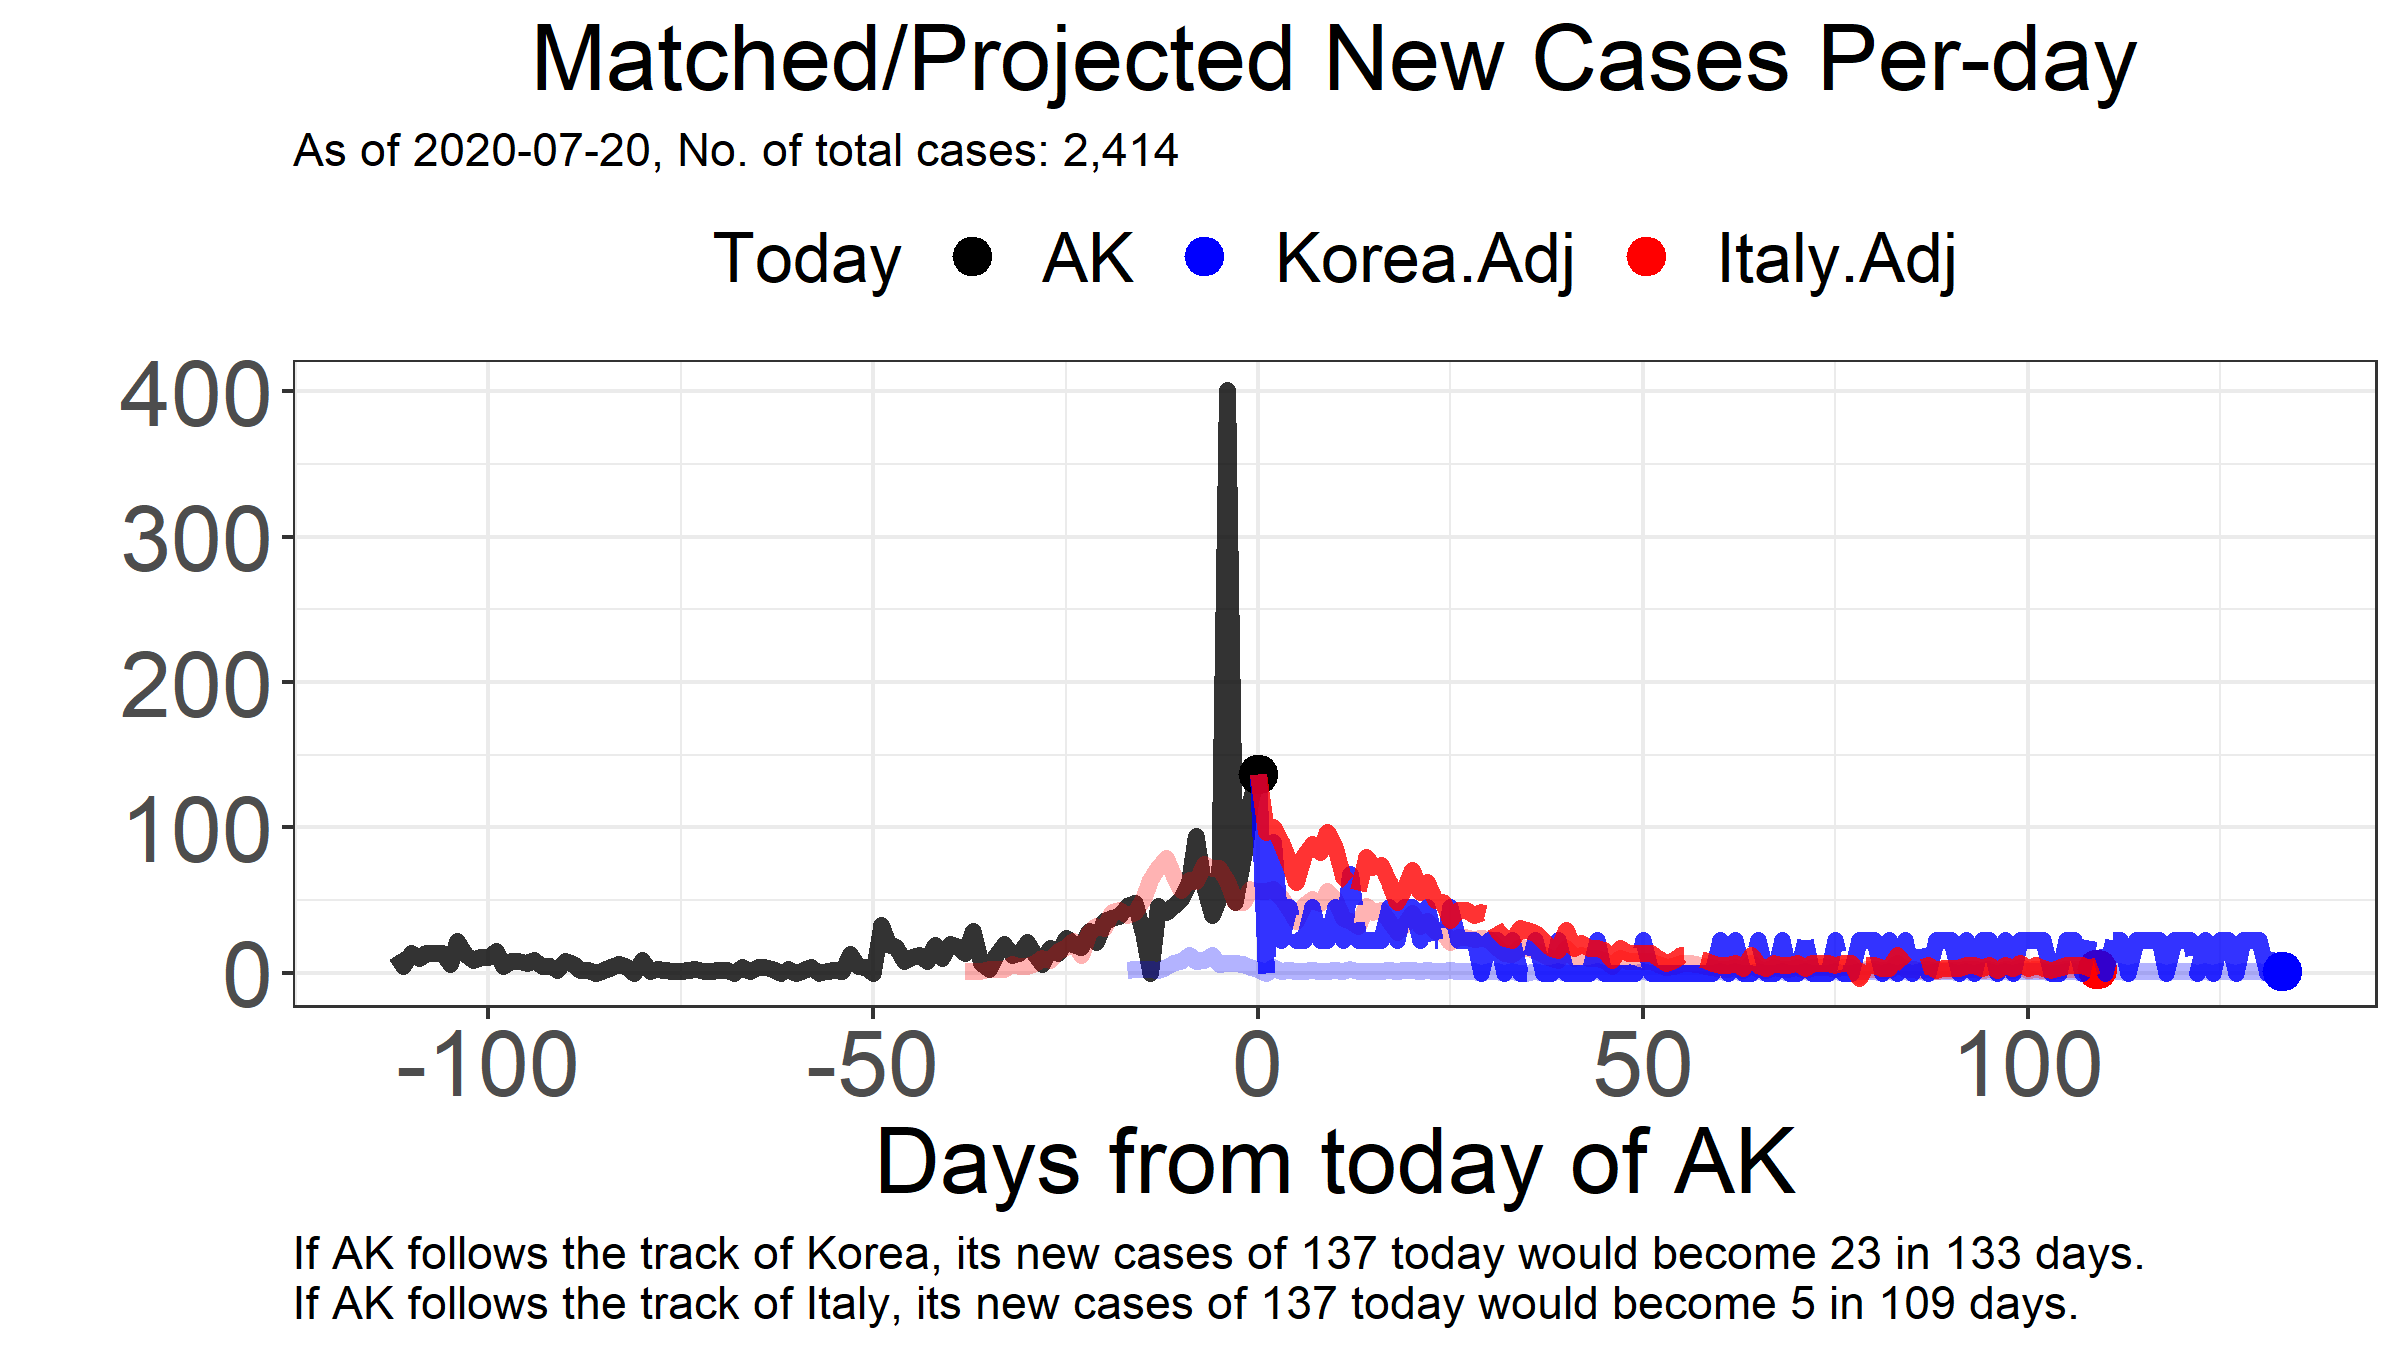 Matched/Projected New Cases Per-day
As of 2020-07-20, No. of total cases: 2,414
Today AK Korea.Adj Italy.Adj
400
300
200
100
0
-100 -50 0 50 100
Days from today of AK
If AK follows the track of Korea, its new cases of 137 today would become 23 in 133 days.
If AK follows the track of Italy, its new cases of 137 today would become 5 in 109 days.